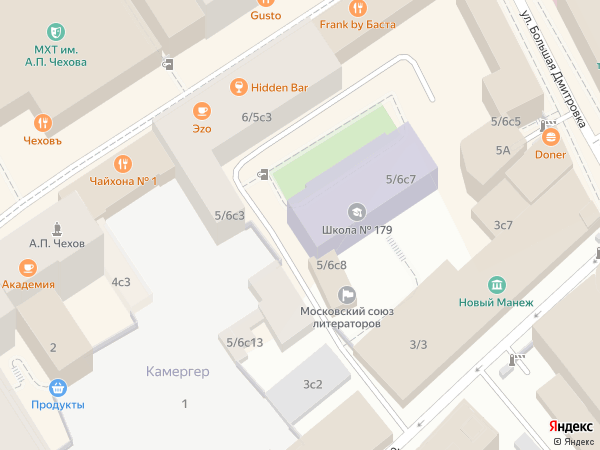 Gusto
Frank by Баста
ул. Большая Дмитровка
МХТ им.
А.П. Чехова
Hidden Bar
6/5с3
Эzo
Чеховъ
5/6с5
5А
Doner
Чайхона № 1
5/6с7
5/6с3
Школа № 179
3с7
А.П. Чехов
5/6с8
Академия
4с3
Новый Манеж
Московский союз
литераторов
2
5/6с13
3/3
Камергер
3с2
Продукты
1
Яндекс
© Яндекс